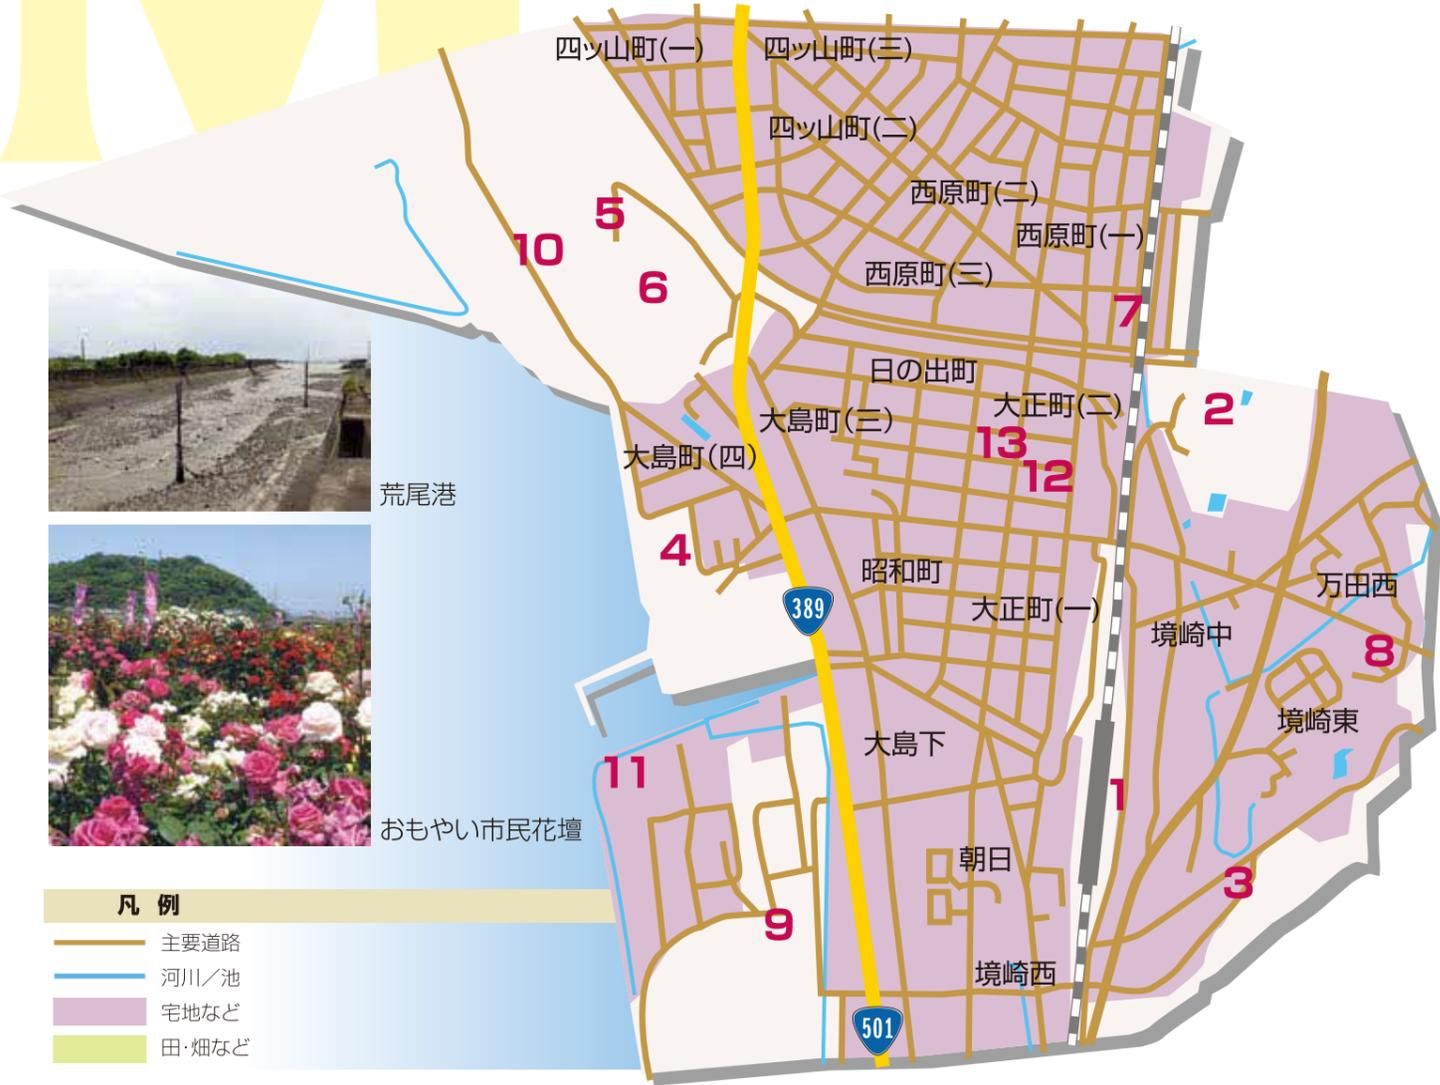 M
四ッ山町(一)
四ッ山町(三)
四ッ山町(二)
西原町(二)
5
西原町(一)
10
西原町(三)
6
7
日の出町
大正町(二)
2
大島町(三)
13
大島町(四)
12
荒尾港
4
昭和町
万田西
389
大正町(一)
境崎中
8
境崎東
大島下
11
1
おもやい市民花壇
朝日
3
凡 例
9
主要道路
河川／池
境崎西
宅地など
501
田・畑など